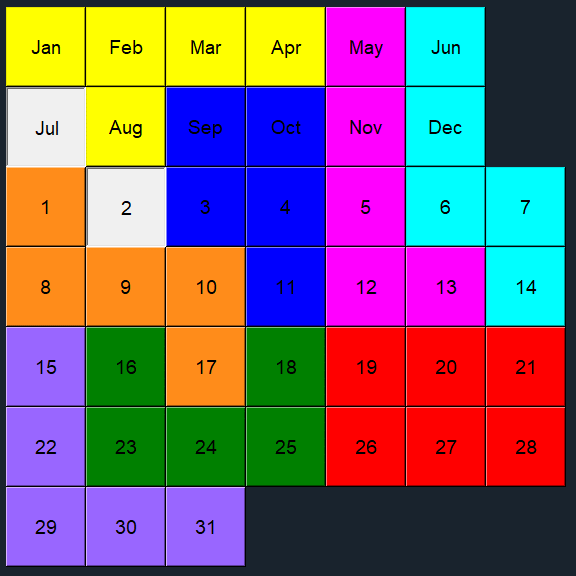 Jan Feb Mar Apr May Jun
Jul Aug Sep Oct Nov Dec
1 2 3 4 5 6 7
8 9 10 11 12 13 14
15 16 17 18 19 20 21
22 23 24 25 26 27 28
29 30 31